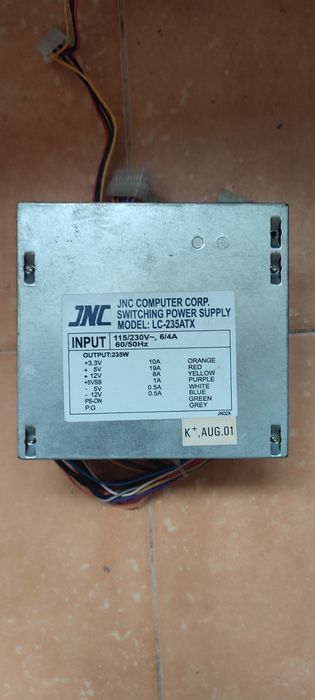 JNC
JNC COMPUTER CORP.
SWITCHING POWER SUPPLY
MODEL: LC-235ATX
INPUT 115/230V~, 6/4A
60/50Hz
OUTPUT:235W
+3.3V 10A ORANGE
+ 5V 19A RED
+ 12V 8A YELLOW
+5VSB 1A PURPLE
- 5V 0.5A WHITE
- 12V 0.5A BLUE
PS-ON GREEN
P.G GREY
JN32X
K+,AUG.01